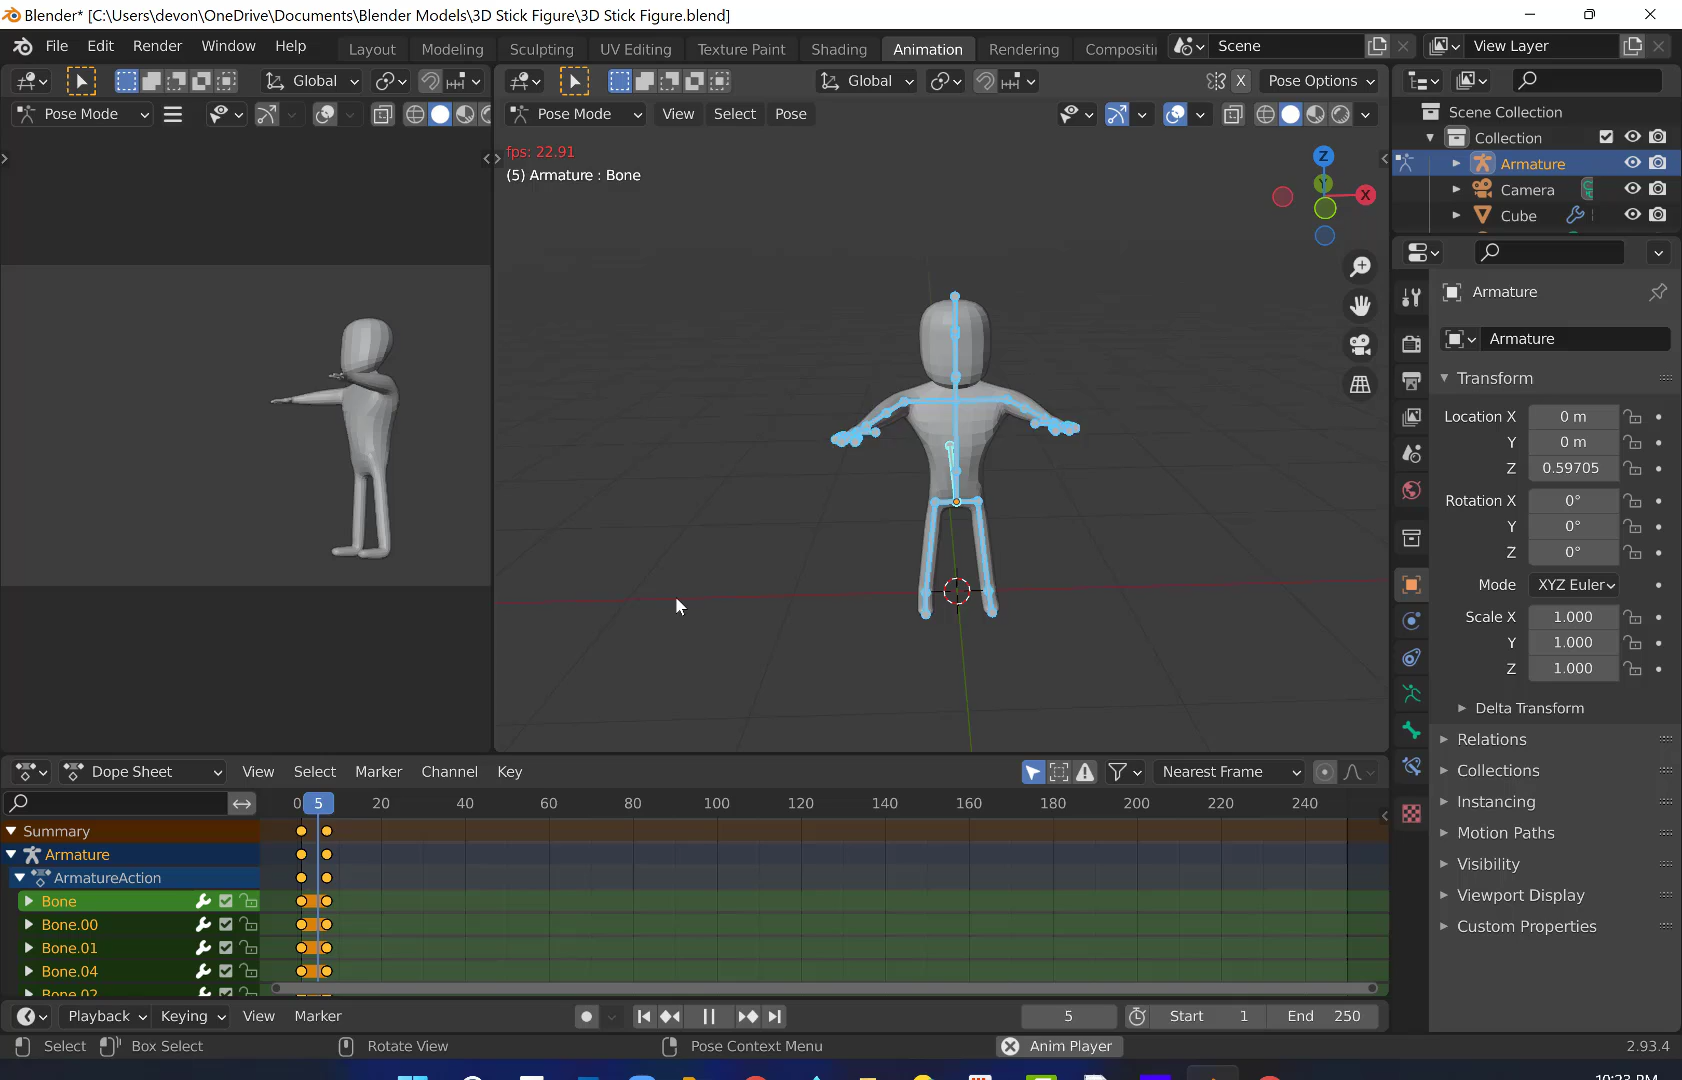 Blender* [C:\Users\devon\OneDrive\Documents\Blender Models\3D Stick Figure\3D Stick Figure.blend]
File Edit Render Window Help Layout Modeling Sculpting UV Editing Texture Paint Shading Animation Rendering Compositi Scene View Layer
Global Global X Pose Options
Pose Mode Pose Mode View Select Pose
Scene Collection
Collection
Armature
Camera
Cube
fps: 22.91
(5) Armature : Bone
Z
Y
X
Armature
Armature
Transform
Location X 0 m
Y 0 m
Z 0.59705
Rotation X 0°
Y 0°
Z 0°
Mode XYZ Euler
Scale X 1.000
Y 1.000
Z 1.000
Delta Transform
Relations
Collections
Instancing
Motion Paths
Visibility
Viewport Display
Custom Properties
Dope Sheet View Select Marker Channel Key Nearest Frame
0 5 20 40 60 80 100 120 140 160 180 200 220 240
Summary
Armature
ArmatureAction
Bone
Bone.00
Bone.01
Bone.04
Bone.02
Playback Keying View Marker 5 Start 1 End 250
Select Box Select Rotate View Pose Context Menu Anim Player 2.93.4
10:23 PM